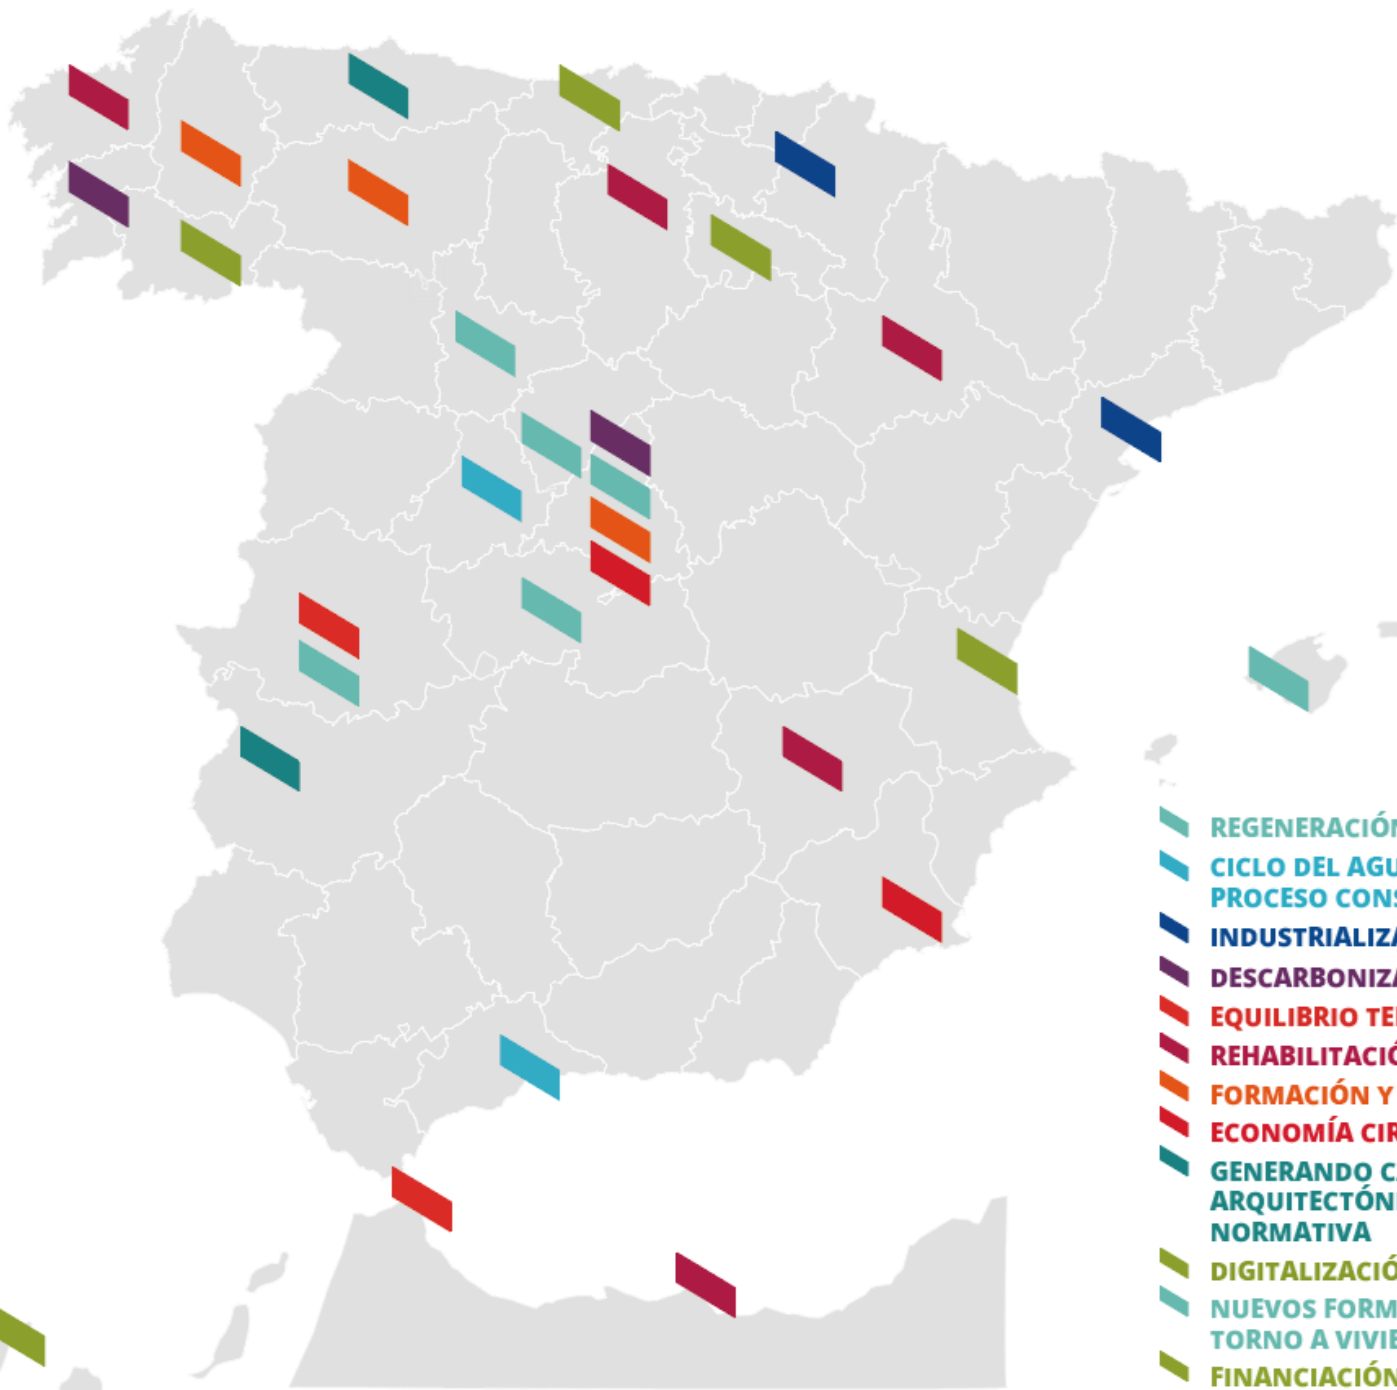 REGENERACIÓN
CICLO DEL AGU
PROCESO CONS
INDUSTRIALIZA
DESCARBONIZA
EQUILIBRIO TE
REHABILITACIÓ
FORMACIÓN Y
ECONOMÍA CIR
GENERANDO C
ARQUITECTÓN
NORMATIVA
DIGITALIZACIÓ
NUEVOS FORM
TORNO A VIVIE
FINANCIACIÓN